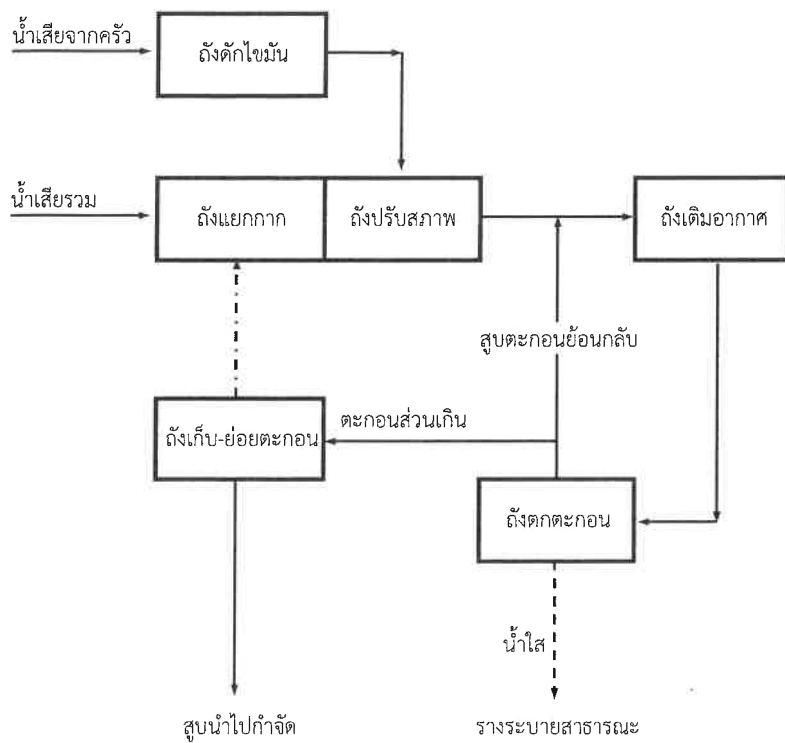 น้ำเสียจากครัว
ถังดักไขมัน
น้ำเสียรวม
ถังแยกกาก
ถังปรับสภาพ
ถังเติมอากาศ
สูบตะกอนย้อนกลับ
ตะกอนส่วนเกิน
ถังเก็บ-ย่อยตะกอน
ถังตกตะกอน
น้ำใส
สูบนำไปกำจัด
รางระบายสาธารณะ